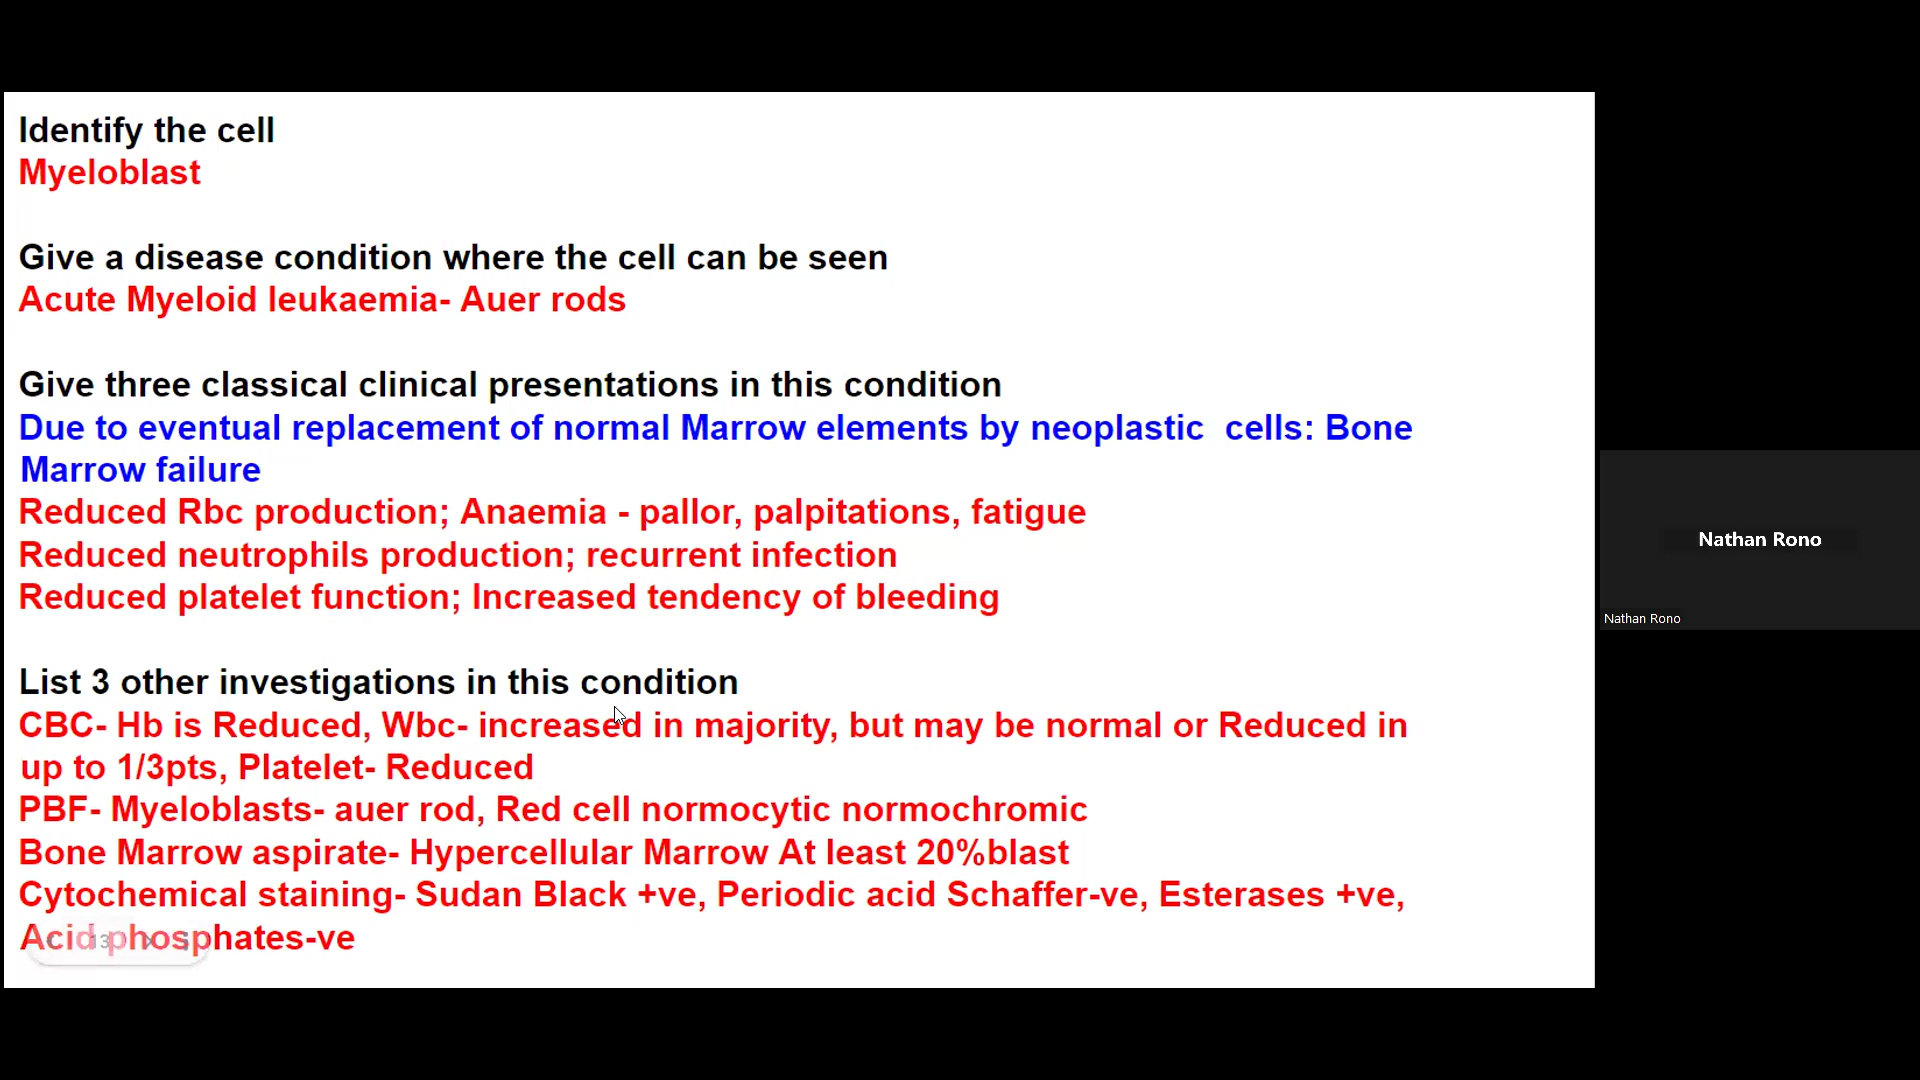 Identify the cell
Myeloblast
Give a disease condition where the cell can be seen
Acute Myeloid leukaemia- Auer rods
Give three classical clinical presentations in this condition
Due to eventual replacement of normal Marrow elements by neoplastic cells: Bone
Marrow failure
Reduced Rbc production; Anaemia - pallor, palpitations, fatigue
Reduced neutrophils production; recurrent infection
Reduced platelet function; Increased tendency of bleeding
List 3 other investigations in this condition
CBC- Hb is Reduced, Wbc- increased in majority, but may be normal or Reduced in
up to 1/3pts, Platelet- Reduced
PBF- Myeloblasts- auer rod, Red cell normocytic normochromic
Bone Marrow aspirate- Hypercellular Marrow At least 20%blast
Cytochemical staining- Sudan Black +ve, Periodic acid Schaffer-ve, Esterases +ve,
Acid phosphates-ve
13
Nathan Rono
Nathan Rono